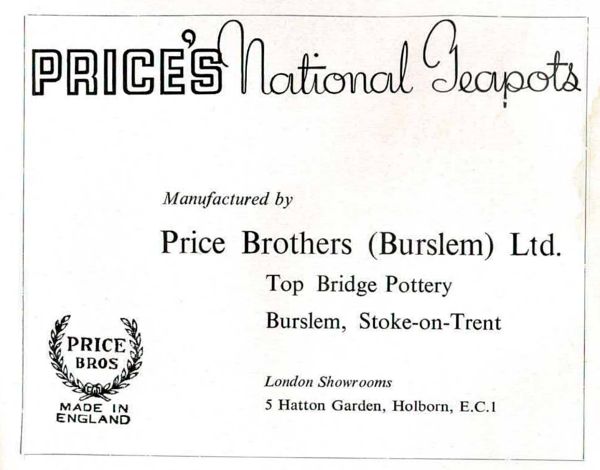 PRICE'S National Teapots
Manufactured by
Price Brothers (Burslem) Ltd.
Top Bridge Pottery
Burslem, Stoke-on-Trent
London Showrooms
5 Hatton Garden, Holborn, E.C.1
PRICE
BROS
MADE IN
ENGLAND